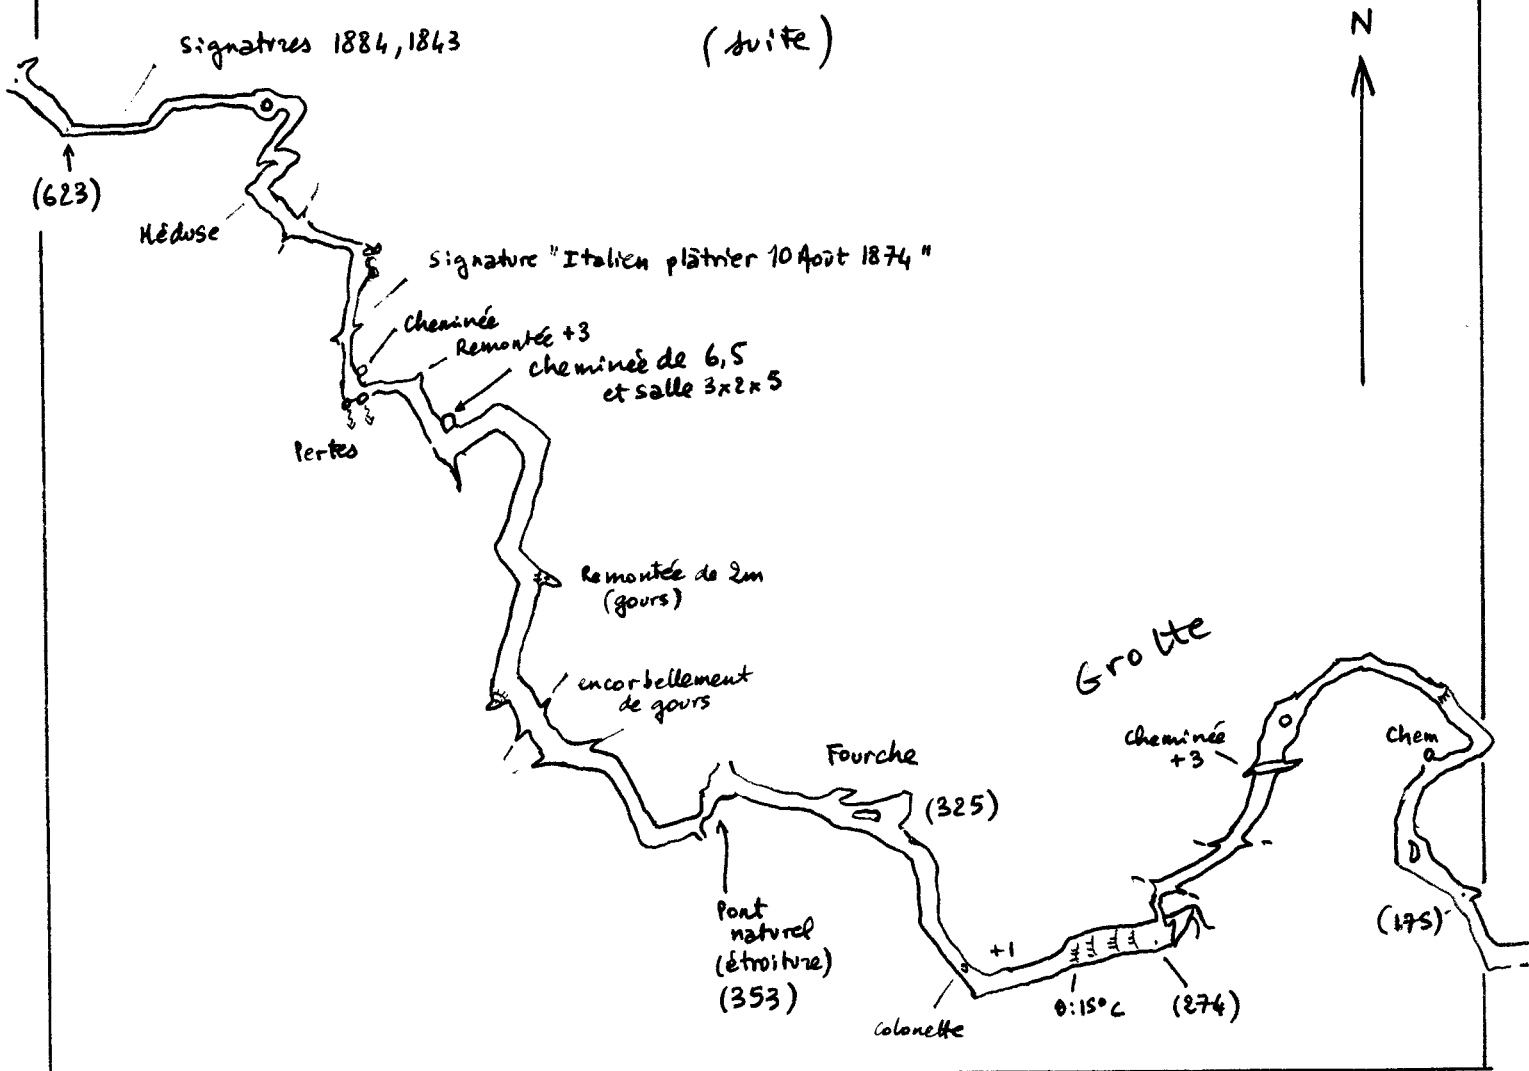 Signatures 1884, 1843
(suite)
N
(623)
Méduse
Signature "Italien plâtrier 10 Août 1874"
cheminée
Remontée +3
cheminée de 6,5
et salle 3x2x5
Pertes
Remontée de 2m
(gours)
encorbellement
de gours
Grotte
cheminée
+3
Chem
Fourche
(325)
(175)
Pont
naturel
(étroiture)
(353)
+1
θ:15°C
(274)
Colonette